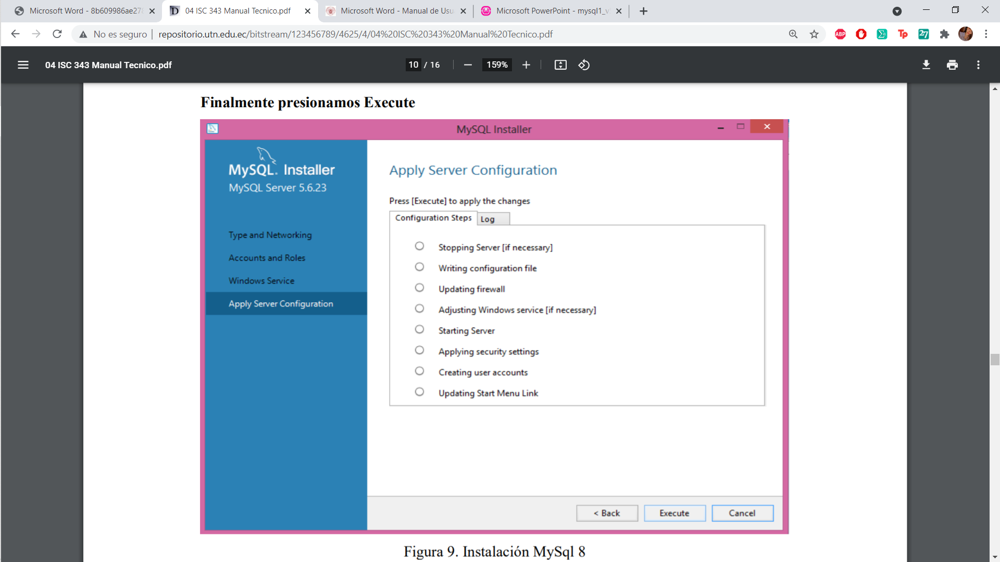 Microsoft Word - 8b609986ae278
04 ISC 343 Manual Tecnico.pdf
Microsoft Word - Manual de Usu
Microsoft PowerPoint - mysql1_v
No es seguro
repositorio.utn.edu.ec/bitstream/123456789/4625/4/04%20ISC%20343%20Manual%20Tecnico.pdf
ABP
Tp
27
04 ISC 343 Manual Tecnico.pdf
10 / 16
159%
Finalmente presionamos Execute
MySQL Installer
MySQL. Installer
MySQL Server 5.6.23
Type and Networking
Accounts and Roles
Windows Service
Apply Server Configuration
Apply Server Configuration
Press [Execute] to apply the changes
Configuration Steps
Log
Stopping Server [if necessary]
Writing configuration file
Updating firewall
Adjusting Windows service [if necessary]
Starting Server
Applying security settings
Creating user accounts
Updating Start Menu Link
< Back
Execute
Cancel
Figura 9. Instalación MySql 8